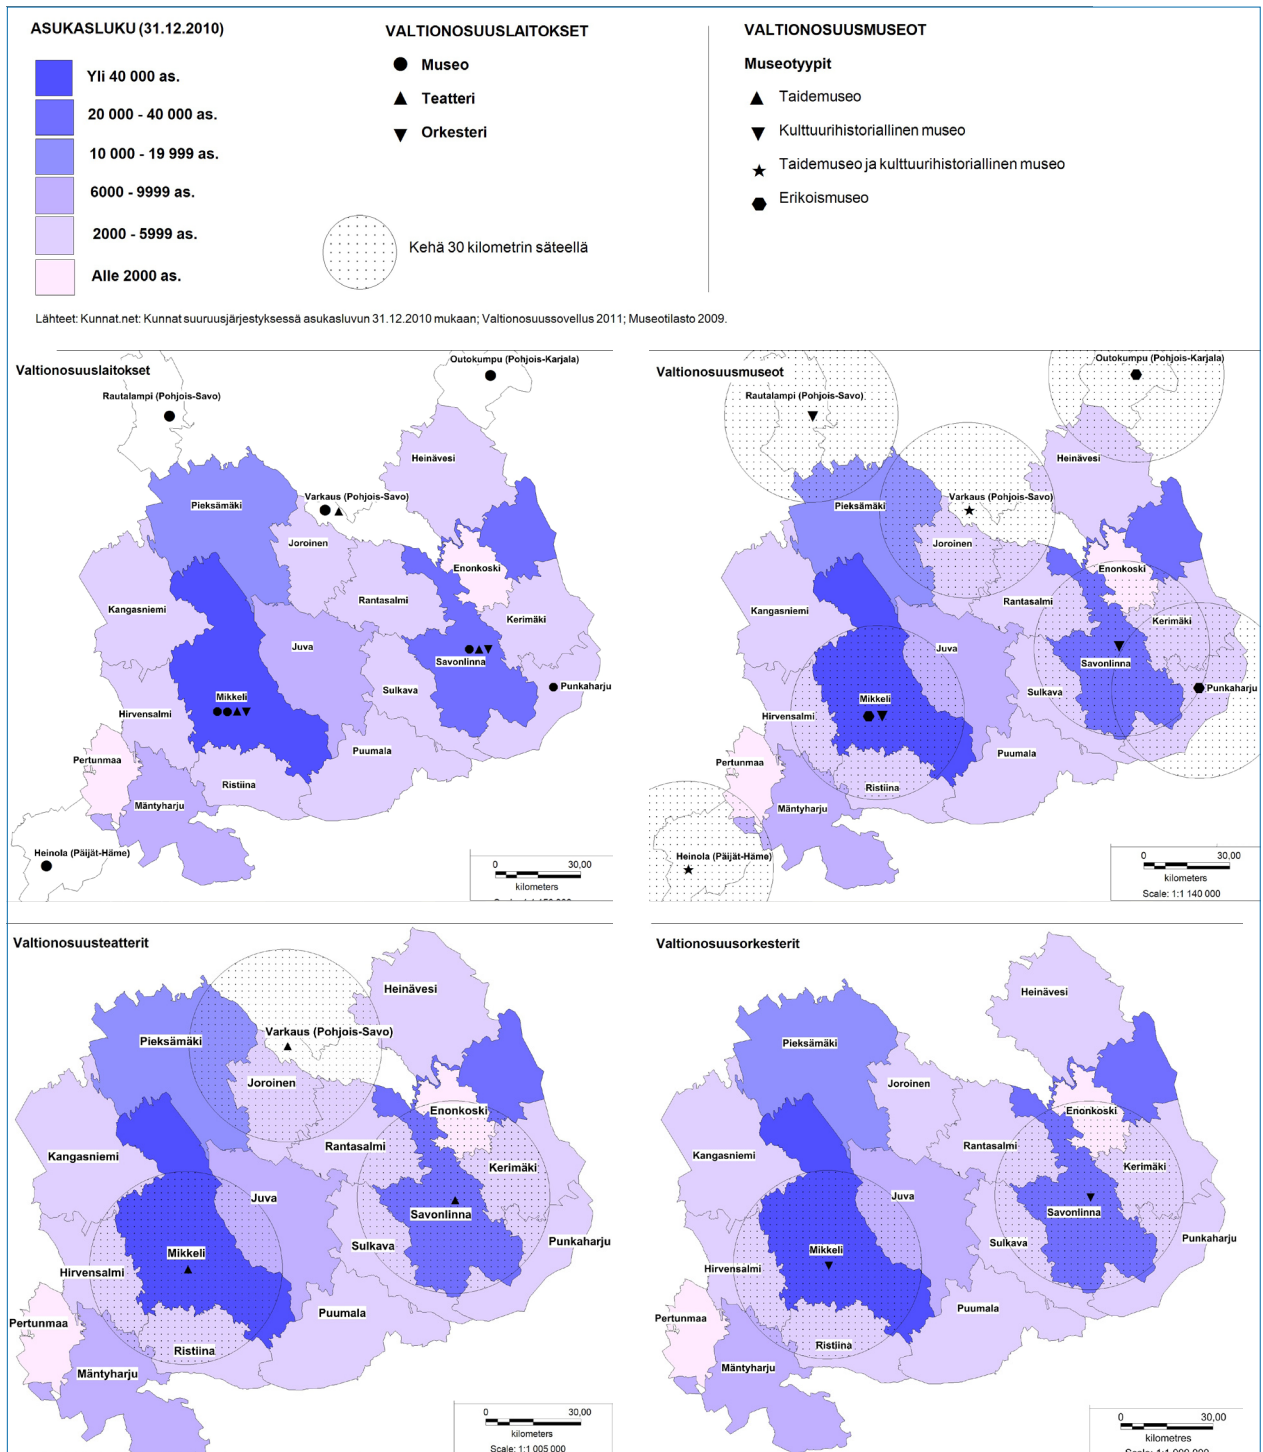 ASUKASLUKU (31.12.2010)
Yli 40 000 as.
20 000 - 40 000 as.
10 000 - 19 999 as.
6000 - 9999 as.
2000 - 5999 as.
Alle 2000 as.
VALTIONOSUUSLAITOKSET
Museo
Teatteri
Orkesteri
Kehä 30 kilometrin säteellä
VALTIONOSUUSMUSEOT
Museotyypit
Taidemuseo
Kulttuurihistoriallinen museo
Taidemuseo ja kulttuurihistoriallinen museo
Erikoismuseo
Lähteet: Kunnat.net: Kunnat suuruusjärjestyksessä asukasluvun 31.12.2010 mukaan; Valtionosuussovellus 2011; Museotilasto 2009.
Valtionosuuslaitokset
Outokumpu (Pohjois-Karjala)
Rautalampi (Pohjois-Savo)
Heinävesi
Varkaus (Pohjois-Savo)
Pieksämäki
Joroinen
Enonkoski
Rantasalmi
Kangasniemi
Kerimäki
Juva
Savonlinna
Punkaharju
Sulkava
Mikkeli
Hirvensalmi
Puumala
Pertunmaa
Ristiina
Mäntyharju
Heinola (Päijät-Häme)
0 30,00
kilometers
Valtionosuusmuseot
Outokumpu (Pohjois-Karjala)
Rautalampi (Pohjois-Savo)
Heinävesi
Varkaus (Pohjois-Savo)
Pieksämäki
Joroinen
Enonkoski
Rantasalmi
Kangasniemi
Kerimäki
Juva
Savonlinna
Punkaharju
Sulkava
Mikkeli
Hirvensalmi
Puumala
Pertunmaa
Ristiina
Mäntyharju
Heinola (Päijät-Häme)
0 30,00
kilometers
Scale: 1:1 140 000
Valtionosuusteatterit
Heinävesi
Varkaus (Pohjois-Savo)
Pieksämäki
Joroinen
Enonkoski
Rantasalmi
Kangasniemi
Kerimäki
Juva
Savonlinna
Punkaharju
Sulkava
Mikkeli
Hirvensalmi
Puumala
Pertunmaa
Ristiina
Mäntyharju
0 30,00
kilometers
Scale: 1:1 005 000
Valtionosuusorkesterit
Heinävesi
Pieksämäki
Joroinen
Enonkoski
Rantasalmi
Kangasniemi
Kerimäki
Juva
Savonlinna
Punkaharju
Sulkava
Mikkeli
Hirvensalmi
Puumala
Pertunmaa
Ristiina
Mäntyharju
0 30,00
kilometres